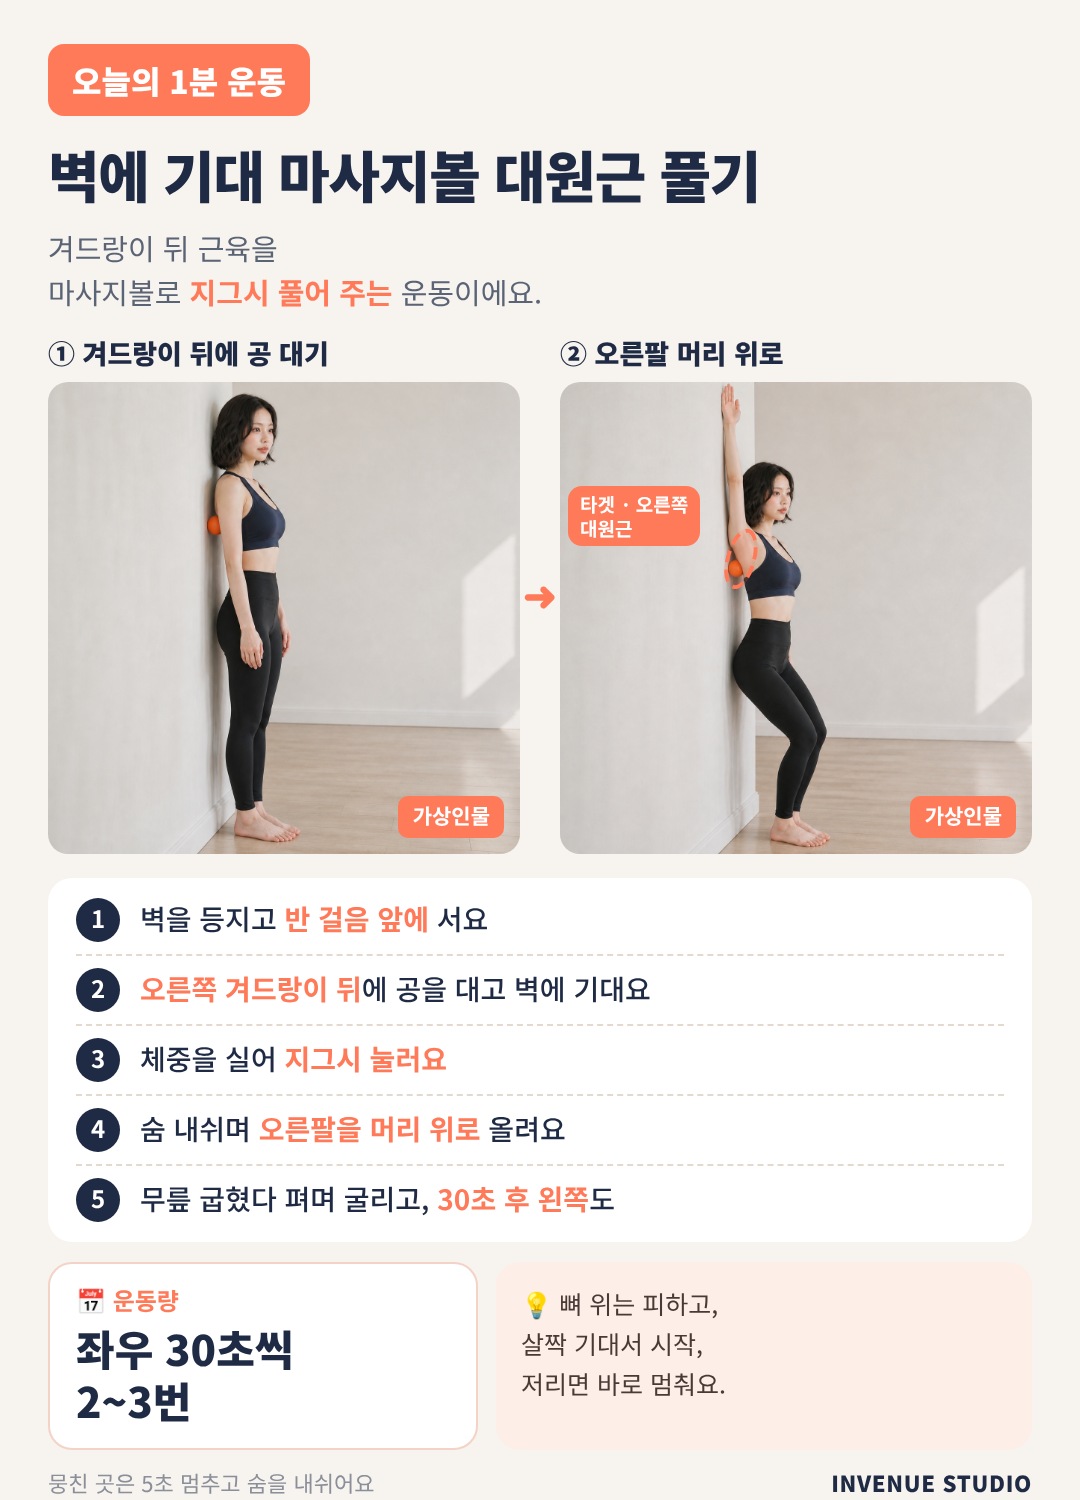 오늘의 1분 운동
벽에 기대 마사지볼 대원근 풀기
겨드랑이 뒤 근육을
마사지볼로 지그시 풀어 주는 운동이에요.
① 겨드랑이 뒤에 공 대기
② 오른팔 머리 위로
타겟 · 오른쪽
대원근
가상인물
가상인물
1 벽을 등지고 반 걸음 앞에 서요
2 오른쪽 겨드랑이 뒤에 공을 대고 벽에 기대요
3 체중을 실어 지그시 눌러요
4 숨 내쉬며 오른팔을 머리 위로 올려요
5 무릎 굽혔다 펴며 굴리고, 30초 후 왼쪽도
📅 운동량
좌우 30초씩
2~3번
💡 뼈 위는 피하고,
살짝 기대서 시작,
저리면 바로 멈춰요.
뭉친 곳은 5초 멈추고 숨을 내쉬어요
INVENUE STUDIO